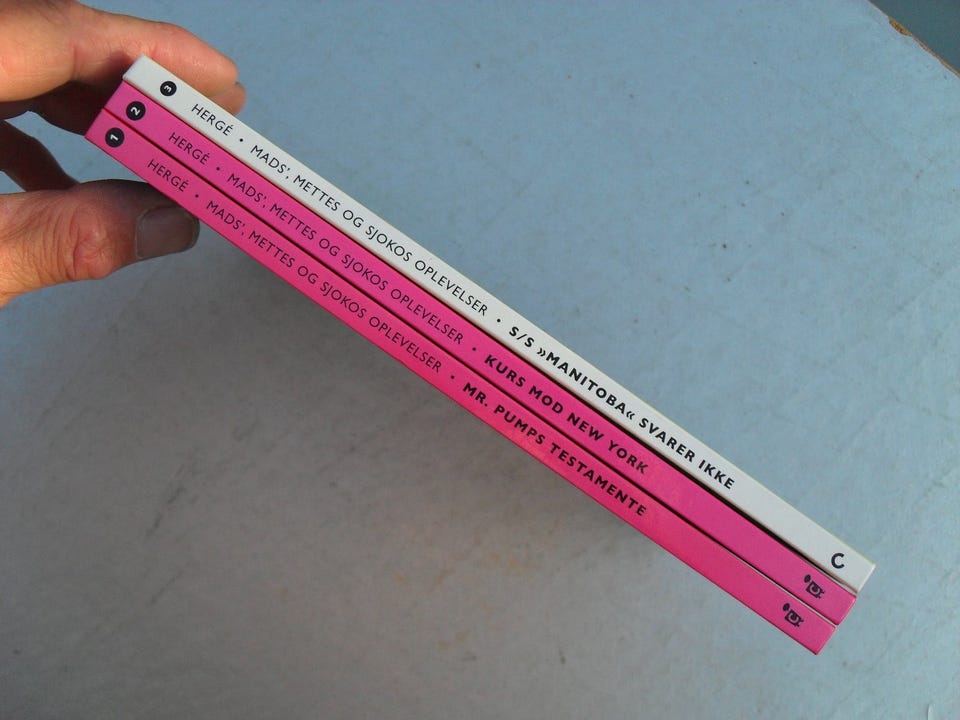 3 HERGÉ • MADS', METTES OG SJOKOS OPLEVELSER • S/S »MANITOBA« SVARER IKKE
2 HERGÉ • MADS', METTES OG SJOKOS OPLEVELSER • KURS MOD NEW YORK
1 HERGÉ • MADS', METTES OG SJOKOS OPLEVELSER • MR. PUMPS TESTAMENTE